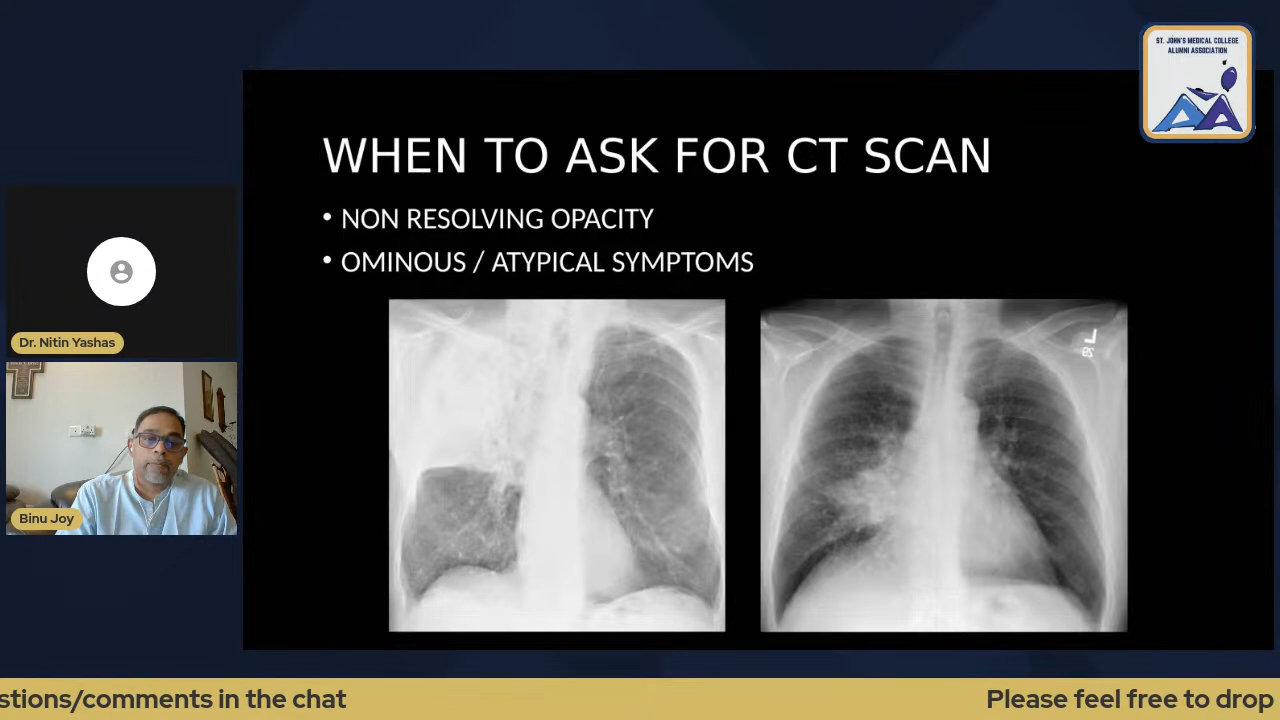 ST. JOHN'S MEDICAL COLLEGE
ALUMNI ASSOCIATION
WHEN TO ASK FOR CT SCAN
• NON RESOLVING OPACITY
• OMINOUS / ATYPICAL SYMPTOMS
L
Dr. Nitin Yashas
Binu Joy
stions/comments in the chat
Please feel free to drop